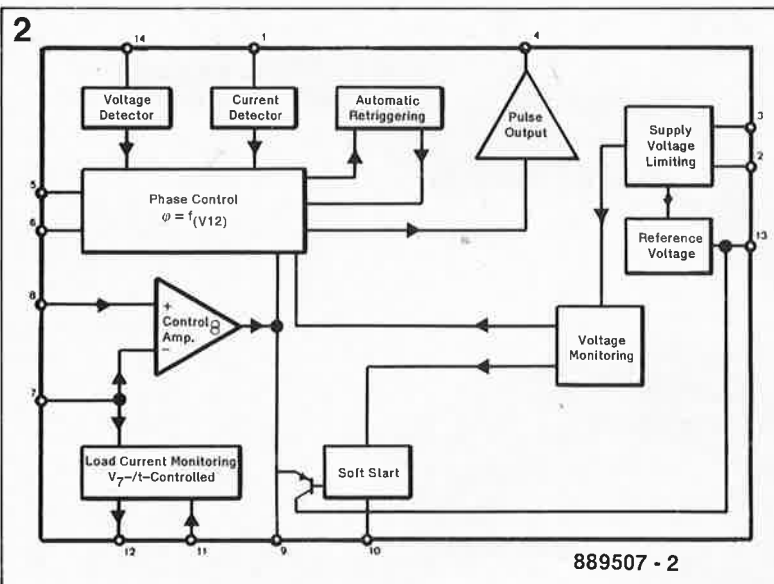 2
14
1
4
Voltage
Detector
Current
Detector
Automatic
Retriggering
Pulse
Output
Supply
Voltage
Limiting
3
2
5
6
Phase Control
φ = f(V12)
Reference
Voltage
13
8
+
Control
Amp.
8
−
Voltage
Monitoring
7
Load Current Monitoring
V7-/t-Controlled
Soft Start
12
11
9
10
889507 - 2